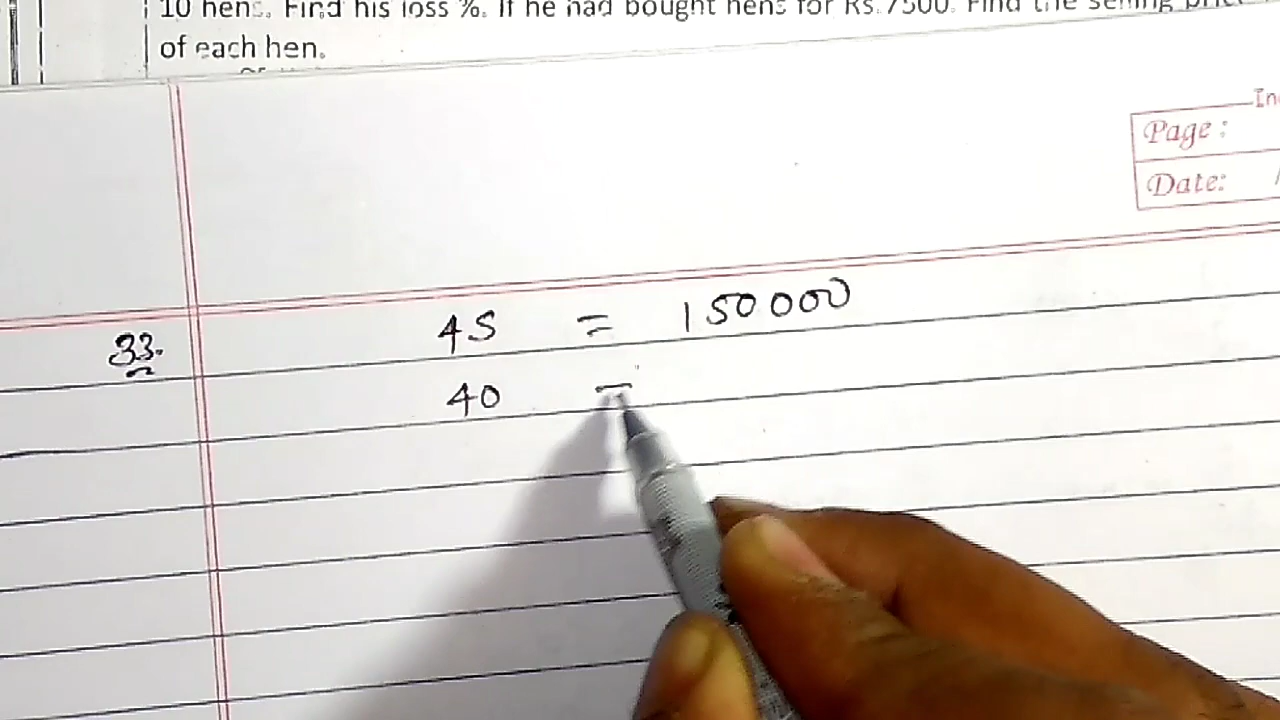 10 hens. Find his loss %. If he had bought hens for Rs.7500. Find the selling price
of each hen.
Page :
Date: /
33. 45 = 150000
40 =